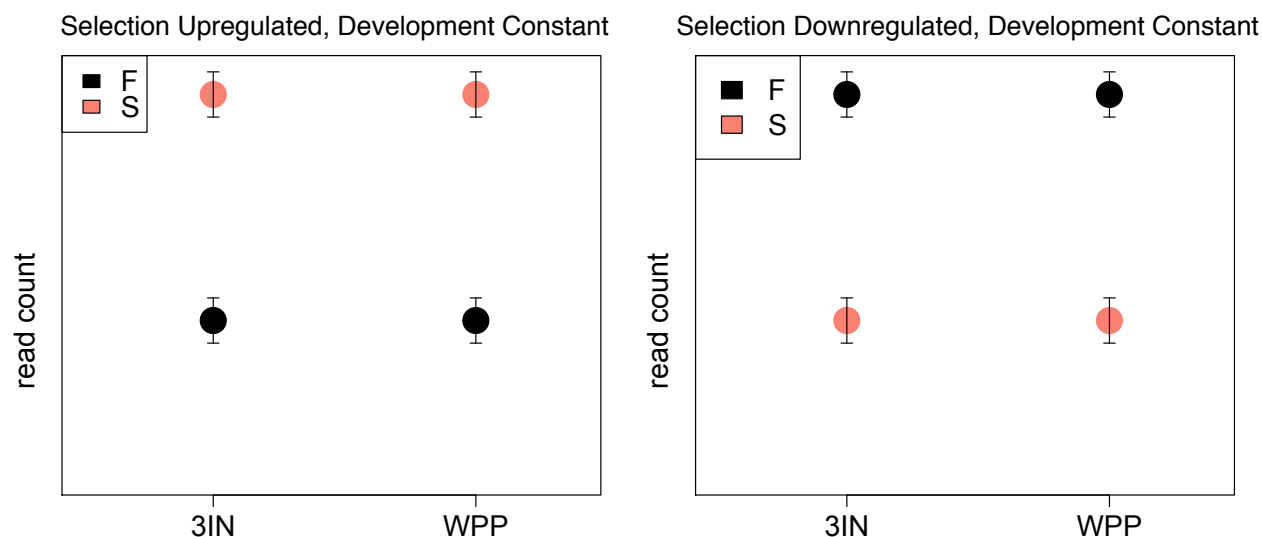 Selection Upregulated, Development Constant
F
S
read count
3IN
WPP
Selection Downregulated, Development Constant
F
S
read count
3IN
WPP